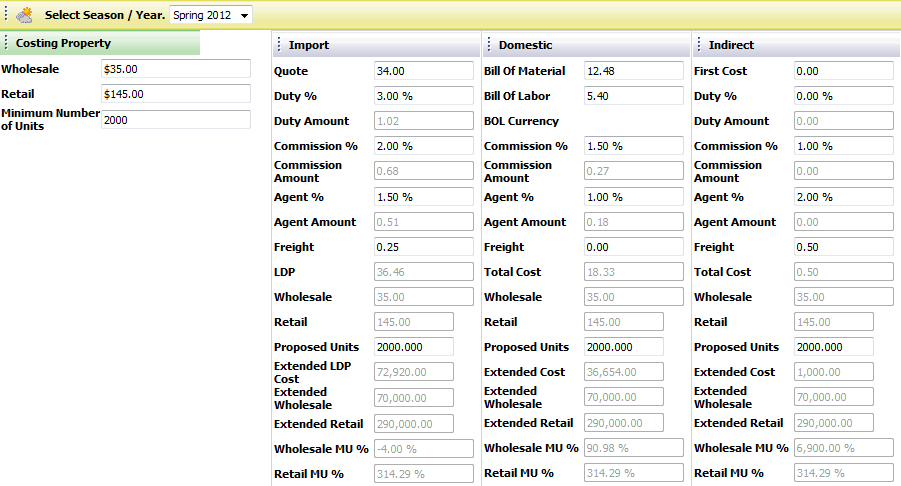 Select Season / Year. Spring 2012
Costing Property
Wholesale $35.00
Retail $145.00
Minimum Number
of Units 2000
Import
Quote 34.00
Duty % 3.00 %
Duty Amount 1.02
Commission % 2.00 %
Commission
Amount 0.68
Agent % 1.50 %
Agent Amount 0.51
Freight 0.25
LDP 36.46
Wholesale 35.00
Retail 145.00
Proposed Units 2000.000
Extended LDP
Cost 72,920.00
Extended
Wholesale 70,000.00
Extended Retail 290,000.00
Wholesale MU % -4.00 %
Retail MU % 314.29 %
Domestic
Bill Of Material 12.48
Bill Of Labor 5.40
BOL Currency
Commission % 1.50 %
Commission
Amount 0.27
Agent % 1.00 %
Agent Amount 0.18
Freight 0.00
Total Cost 18.33
Wholesale 35.00
Retail 145.00
Proposed Units 2000.000
Extended Cost 36,654.00
Extended
Wholesale 70,000.00
Extended Retail 290,000.00
Wholesale MU % 90.98 %
Retail MU % 314.29 %
Indirect
First Cost 0.00
Duty % 0.00 %
Duty Amount 0.00
Commission % 1.00 %
Commission
Amount 0.00
Agent % 2.00 %
Agent Amount 0.00
Freight 0.50
Total Cost 0.50
Wholesale 35.00
Retail 145.00
Proposed Units 2000.000
Extended Cost 1,000.00
Extended
Wholesale 70,000.00
Extended Retail 290,000.00
Wholesale MU % 6,900.00 %
Retail MU % 314.29 %